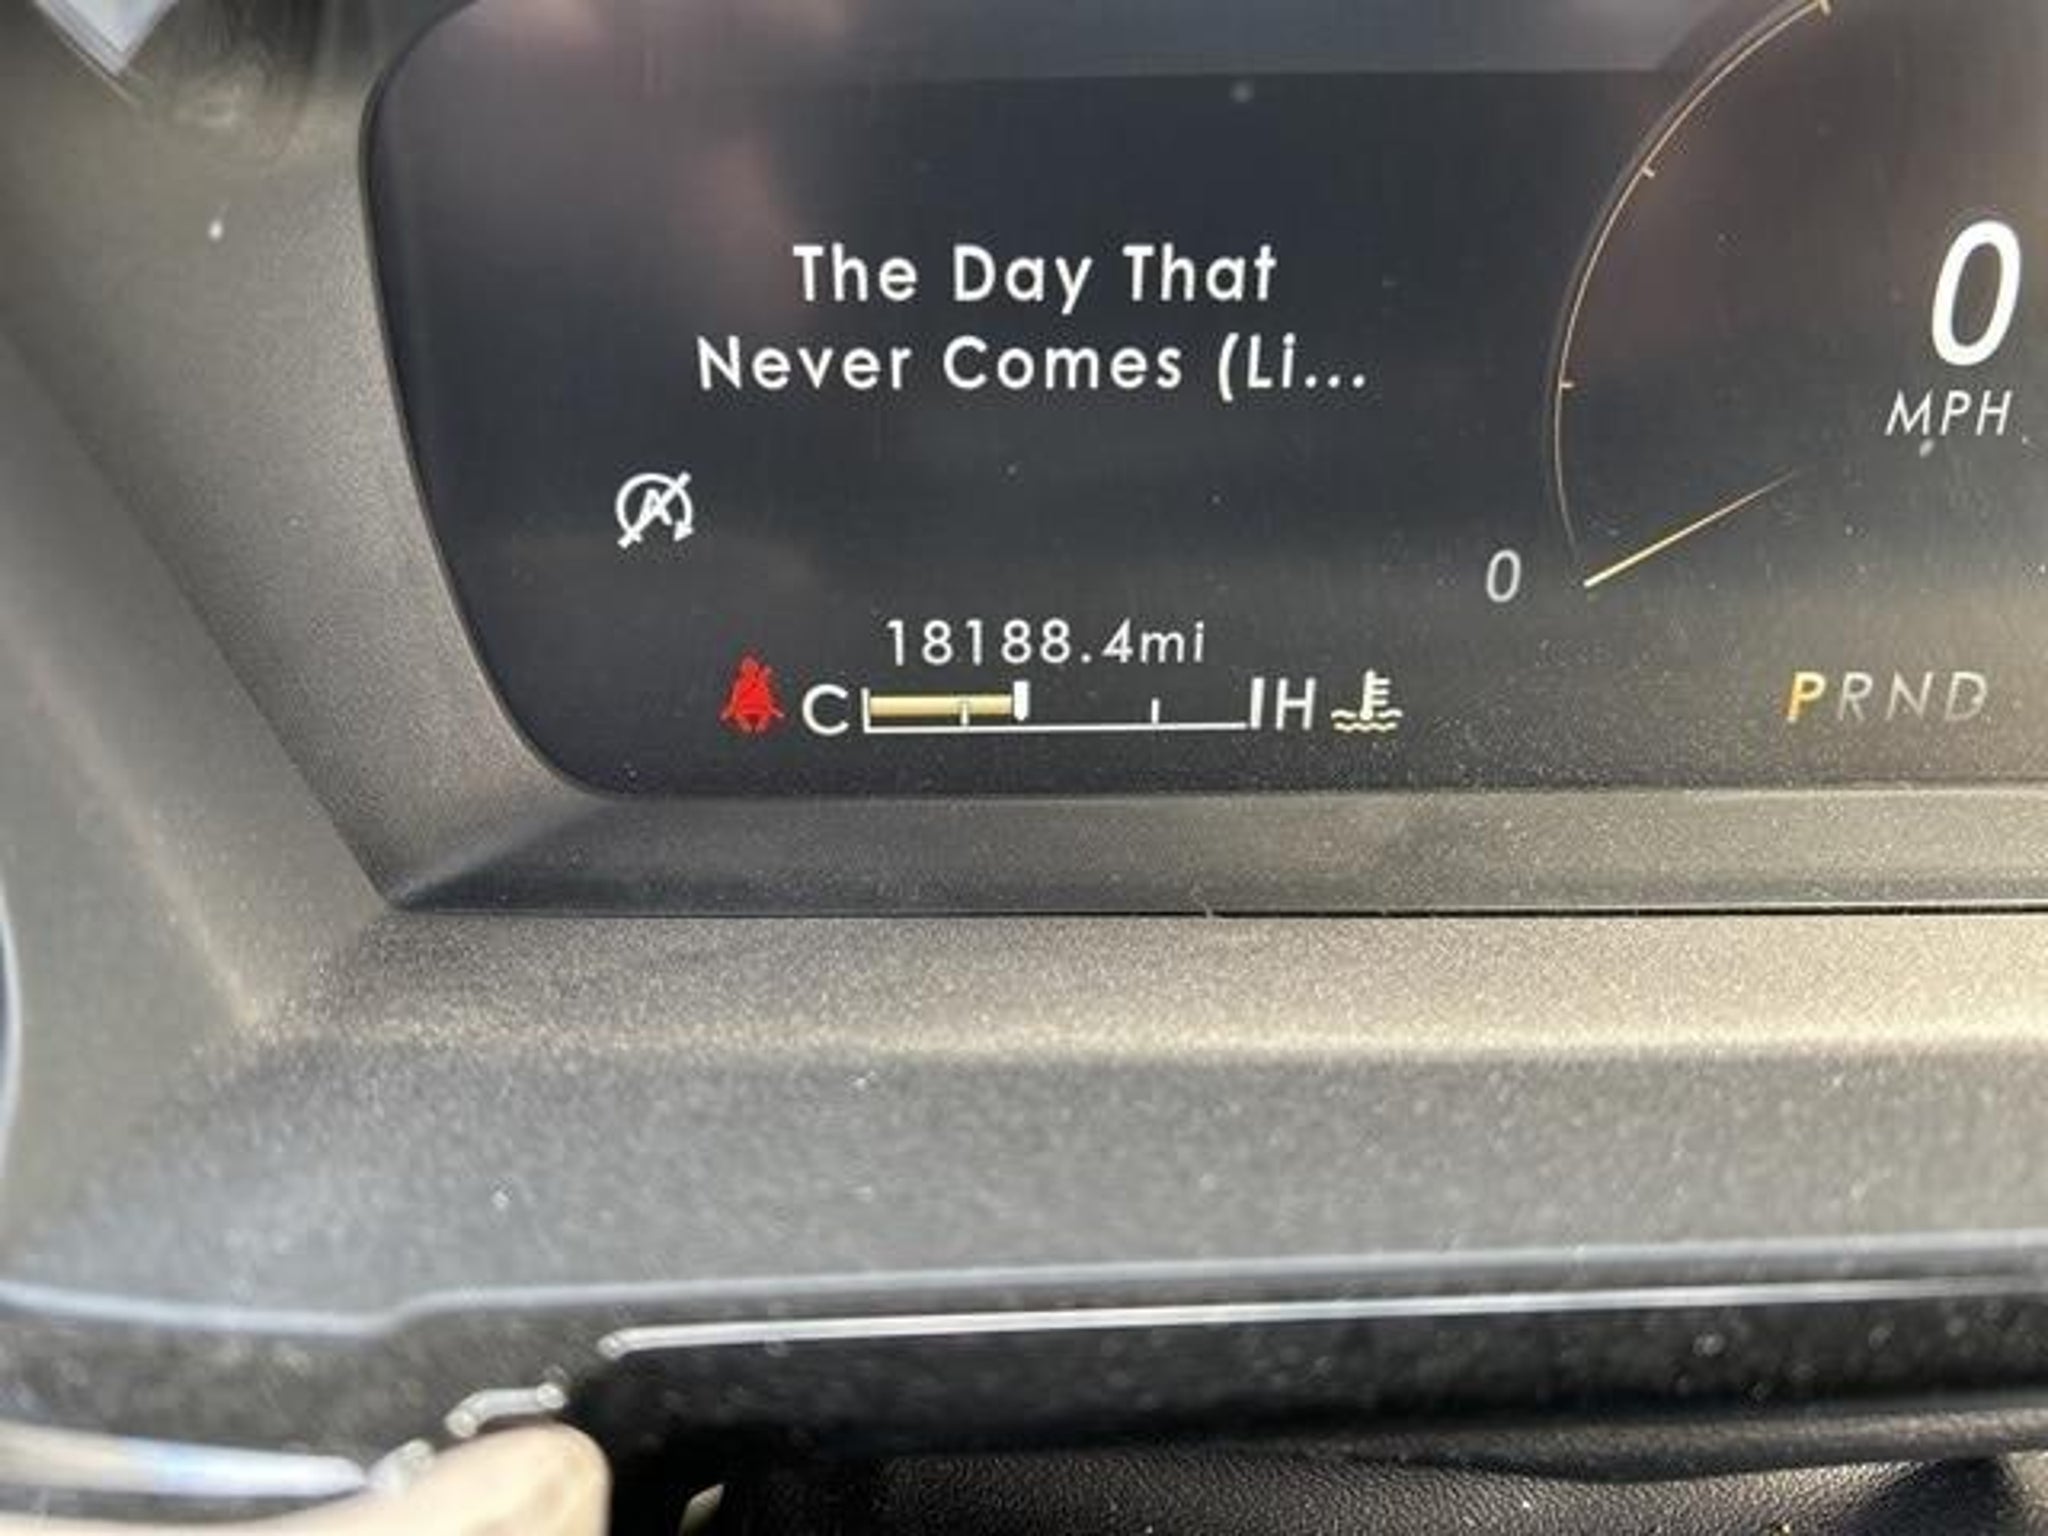 The Day That
Never Comes (Li...
0
MPH
A
0
18188.4mi
C H
PRND